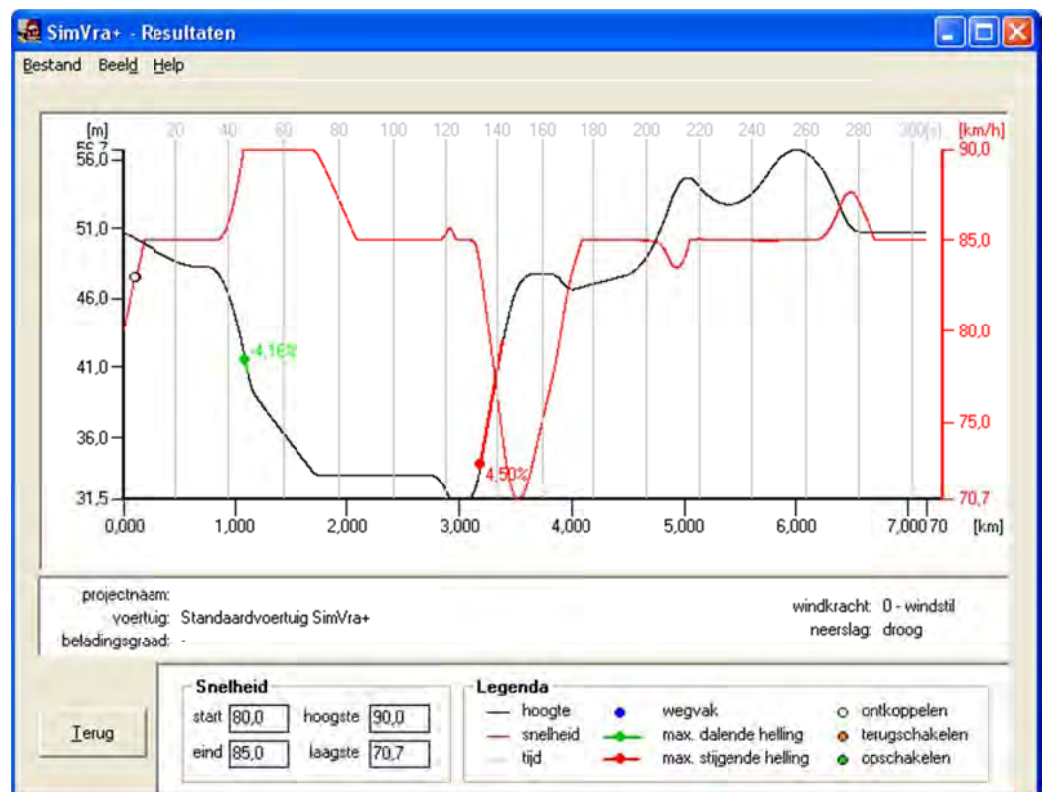 SimVra+ - Resultaten
Bestand Beeld Help
[m] 20 40 60 80 100 120 140 160 180 200 220 240 260 280 300[s] [km/h]
56,7 90,0
56,0
51,0 85,0
46,0
80,0
-4,16%
41,0
75,0
36,0
4,50%
31,5 70,7
0,000 1,000 2,000 3,000 4,000 5,000 6,000 7,000 70 [km]
projectnaam:
windkracht: 0 - windstil
voertuig: Standaardvoertuig SimVra+
neerslag: droog
beladingsgraad: -
Snelheid
start 80,0 hoogste 90,0
eind 85,0 laagste 70,7
Legenda
hoogte wegvak ontkoppelen
snelheid max. dalende helling terugschakelen
tijd max. stijgende helling opschakelen
Terug